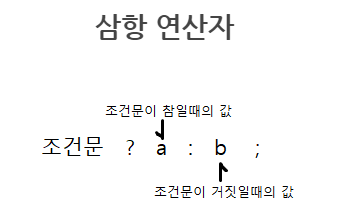 삼항 연산자
조건문이 참일때의 값
조건문 ? a : b ;
조건문이 거짓일때의 값